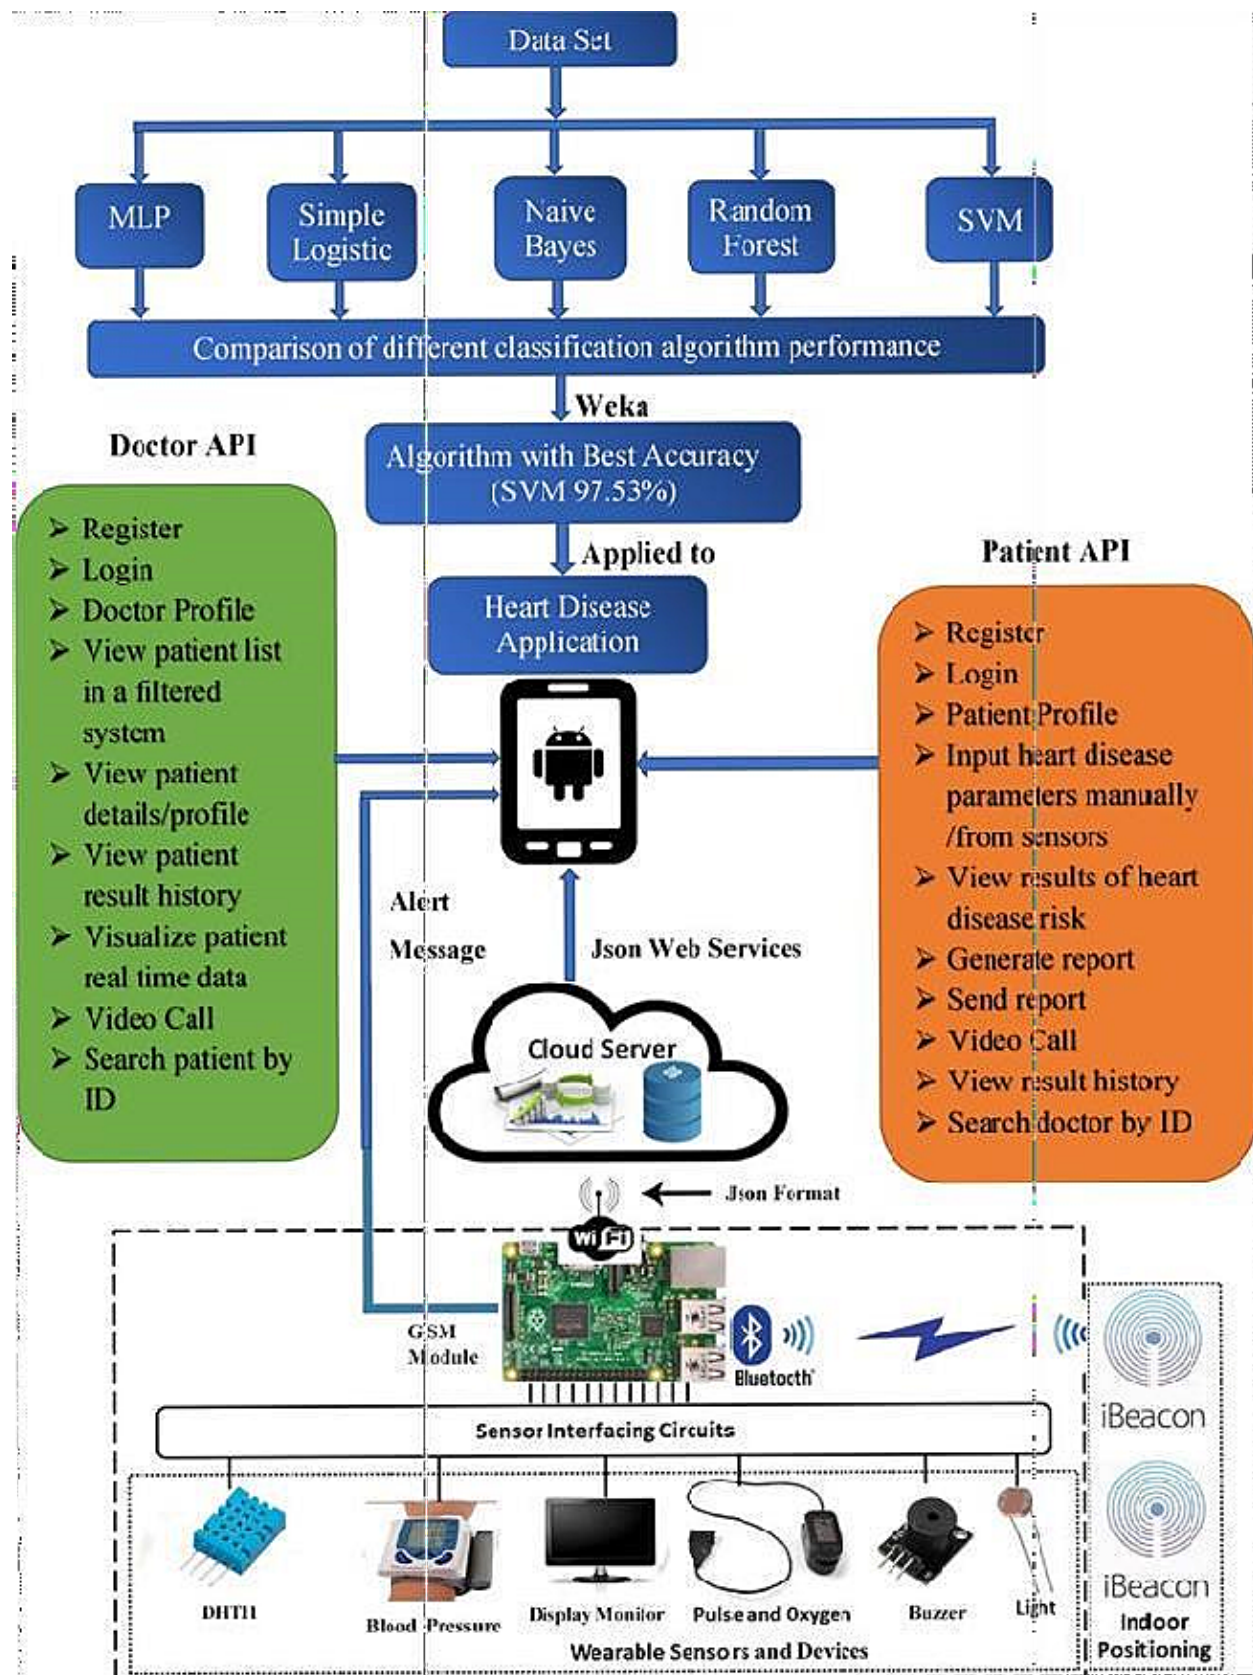 Data Set
MLP
Simple
Logistic
Naive
Bayes
Random
Forest
SVM
Comparison of different classification algorithm performance
Weka
Algorithm with Best Accuracy
(SVM 97.53%)
Applied to
Heart Disease
Application
Doctor API
➢ Register
➢ Login
➢ Doctor Profile
➢ View patient list
in a filtered
system
➢ View patient
details/profile
➢ View patient
result history
➢ Visualize patient
real time data
➢ Video Call
➢ Search patient by
ID
Patient API
➢ Register
➢ Login
➢ Patient Profile
➢ Input heart disease
parameters manually
/from sensors
➢ View results of heart
disease risk
➢ Generate report
➢ Send report
➢ Video Call
➢ View result history
➢ Search doctor by ID
Alert
Message
Json Web Services
Cloud Server
Json Format
WiFi
GSM
Module
Bluetooth
iBeacon
Sensor Interfacing Circuits
iBeacon
Indoor
Positioning
DHTH
Blood Pressure
Display Monitor
Pulse and Oxygen
Buzzer
Light
Wearable Sensors and Devices